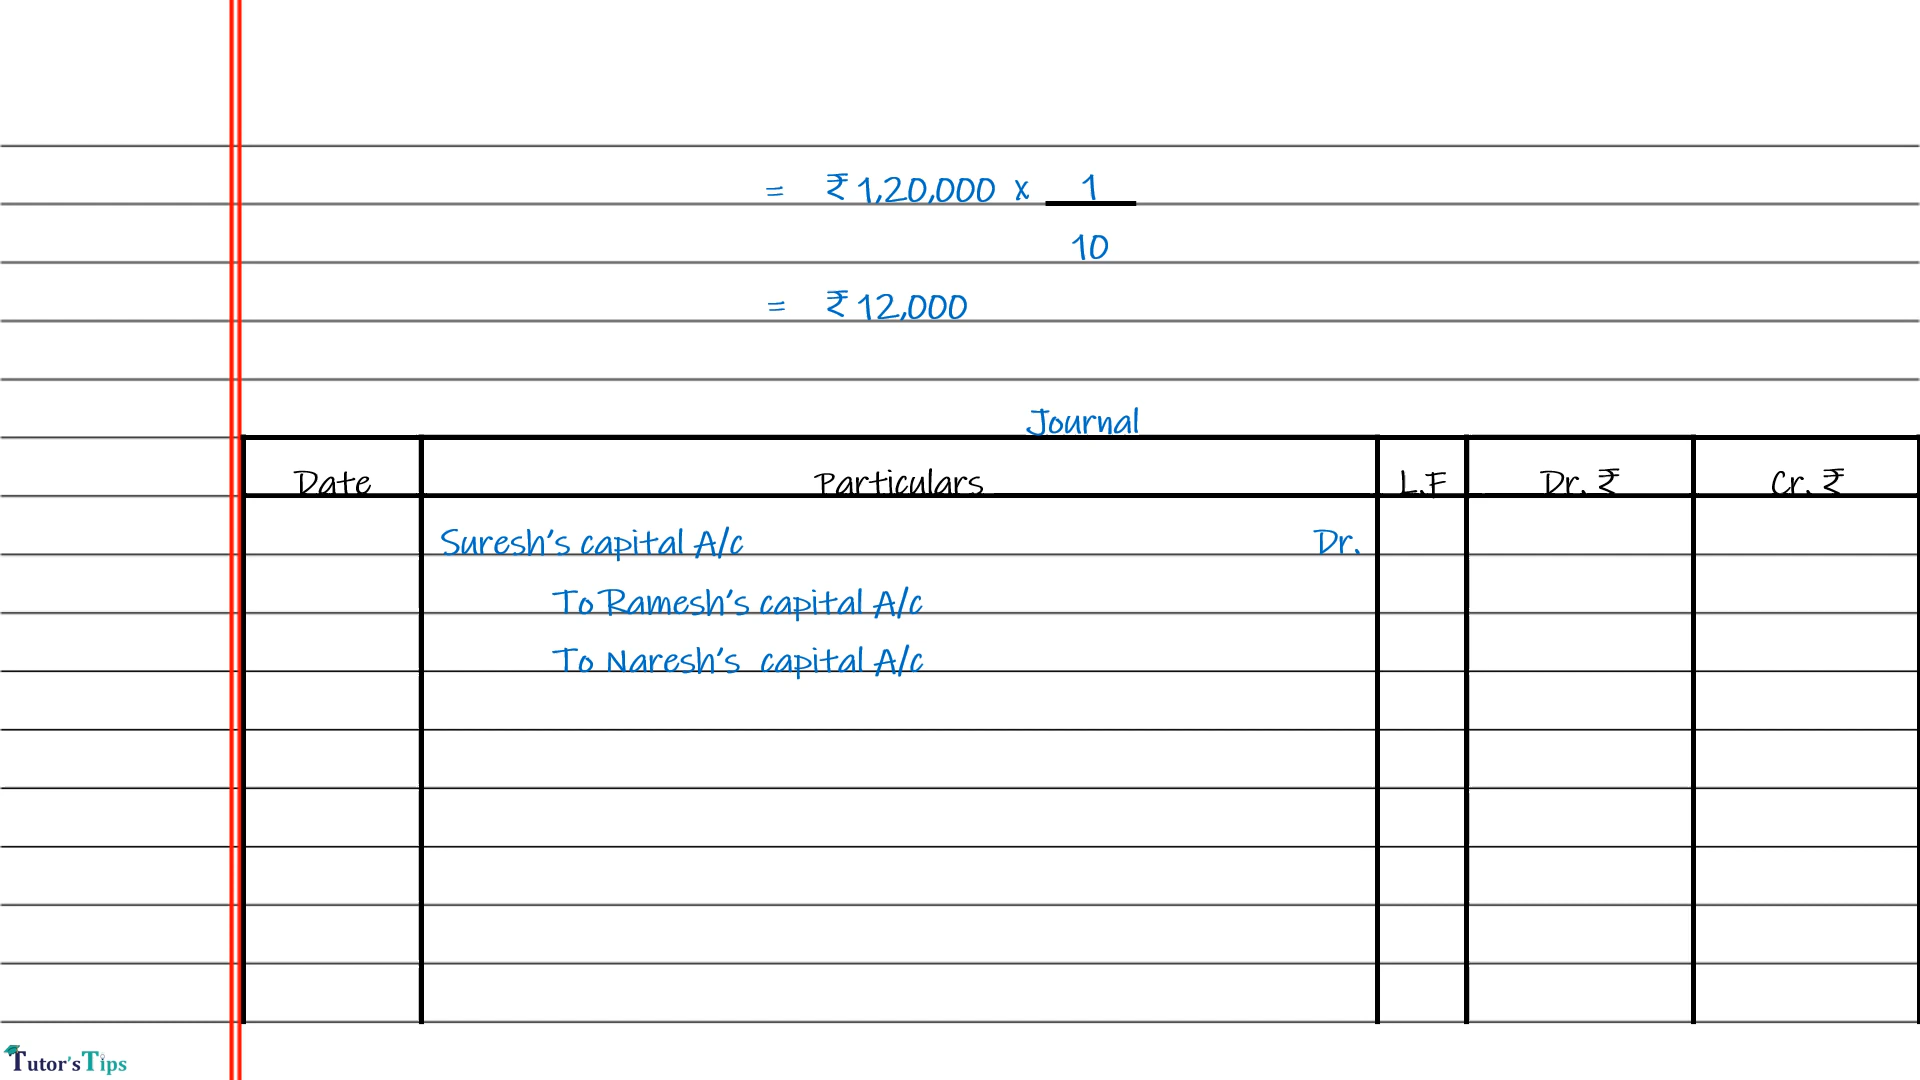 = ₹ 1,20,000 x 1
10
= ₹ 12,000
Journal
Date Particulars L.F Dr. ₹ Cr. ₹
Suresh's capital A/c Dr.
To Ramesh's capital A/c
To Naresh's capital A/c
Tutor'sTips